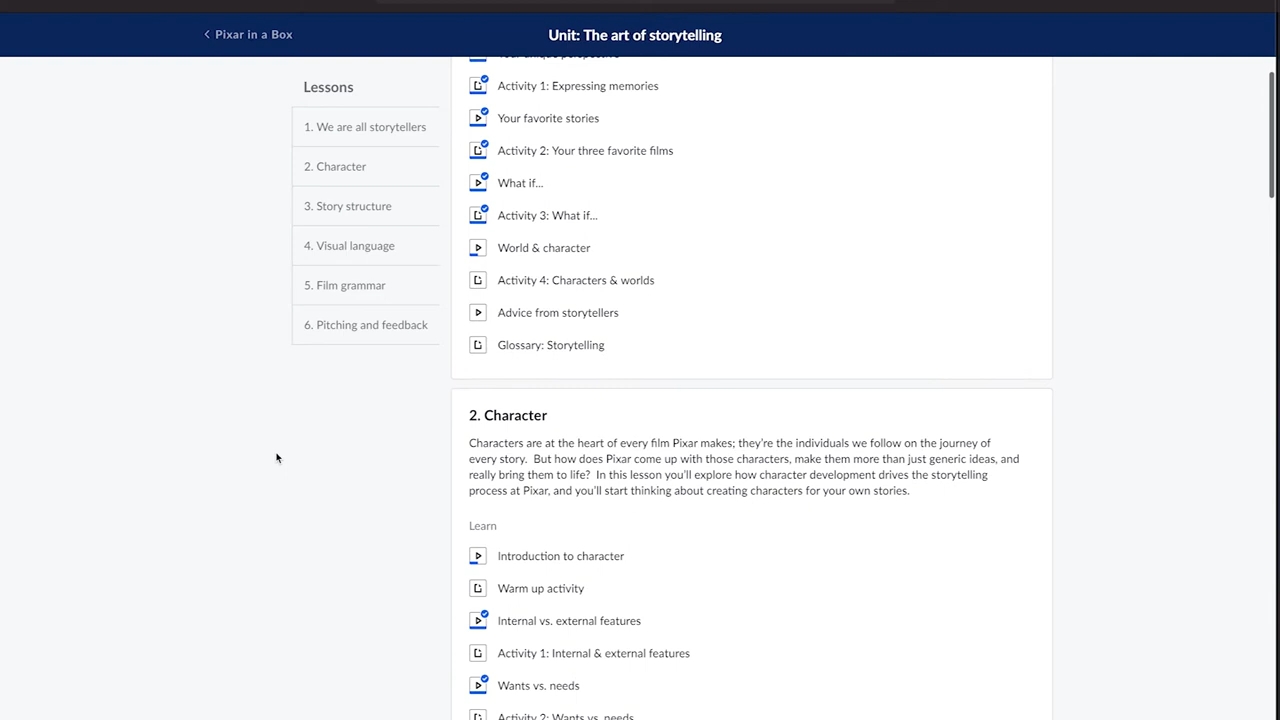 Pixar in a Box
Unit: The art of storytelling
Lessons
1. We are all storytellers
2. Character
3. Story structure
4. Visual language
5. Film grammar
6. Pitching and feedback
Your unique perspective
Activity 1: Expressing memories
Your favorite stories
Activity 2: Your three favorite films
What if...
Activity 3: What if...
World & character
Activity 4: Characters & worlds
Advice from storytellers
Glossary: Storytelling
2. Character
Characters are at the heart of every film Pixar makes; they're the individuals we follow on the journey of
every story. But how does Pixar come up with those characters, make them more than just generic ideas, and
really bring them to life? In this lesson you'll explore how character development drives the storytelling
process at Pixar, and you'll start thinking about creating characters for your own stories.
Learn
Introduction to character
Warm up activity
Internal vs. external features
Activity 1: Internal & external features
Wants vs. needs
Activity 2: Wants vs. needs